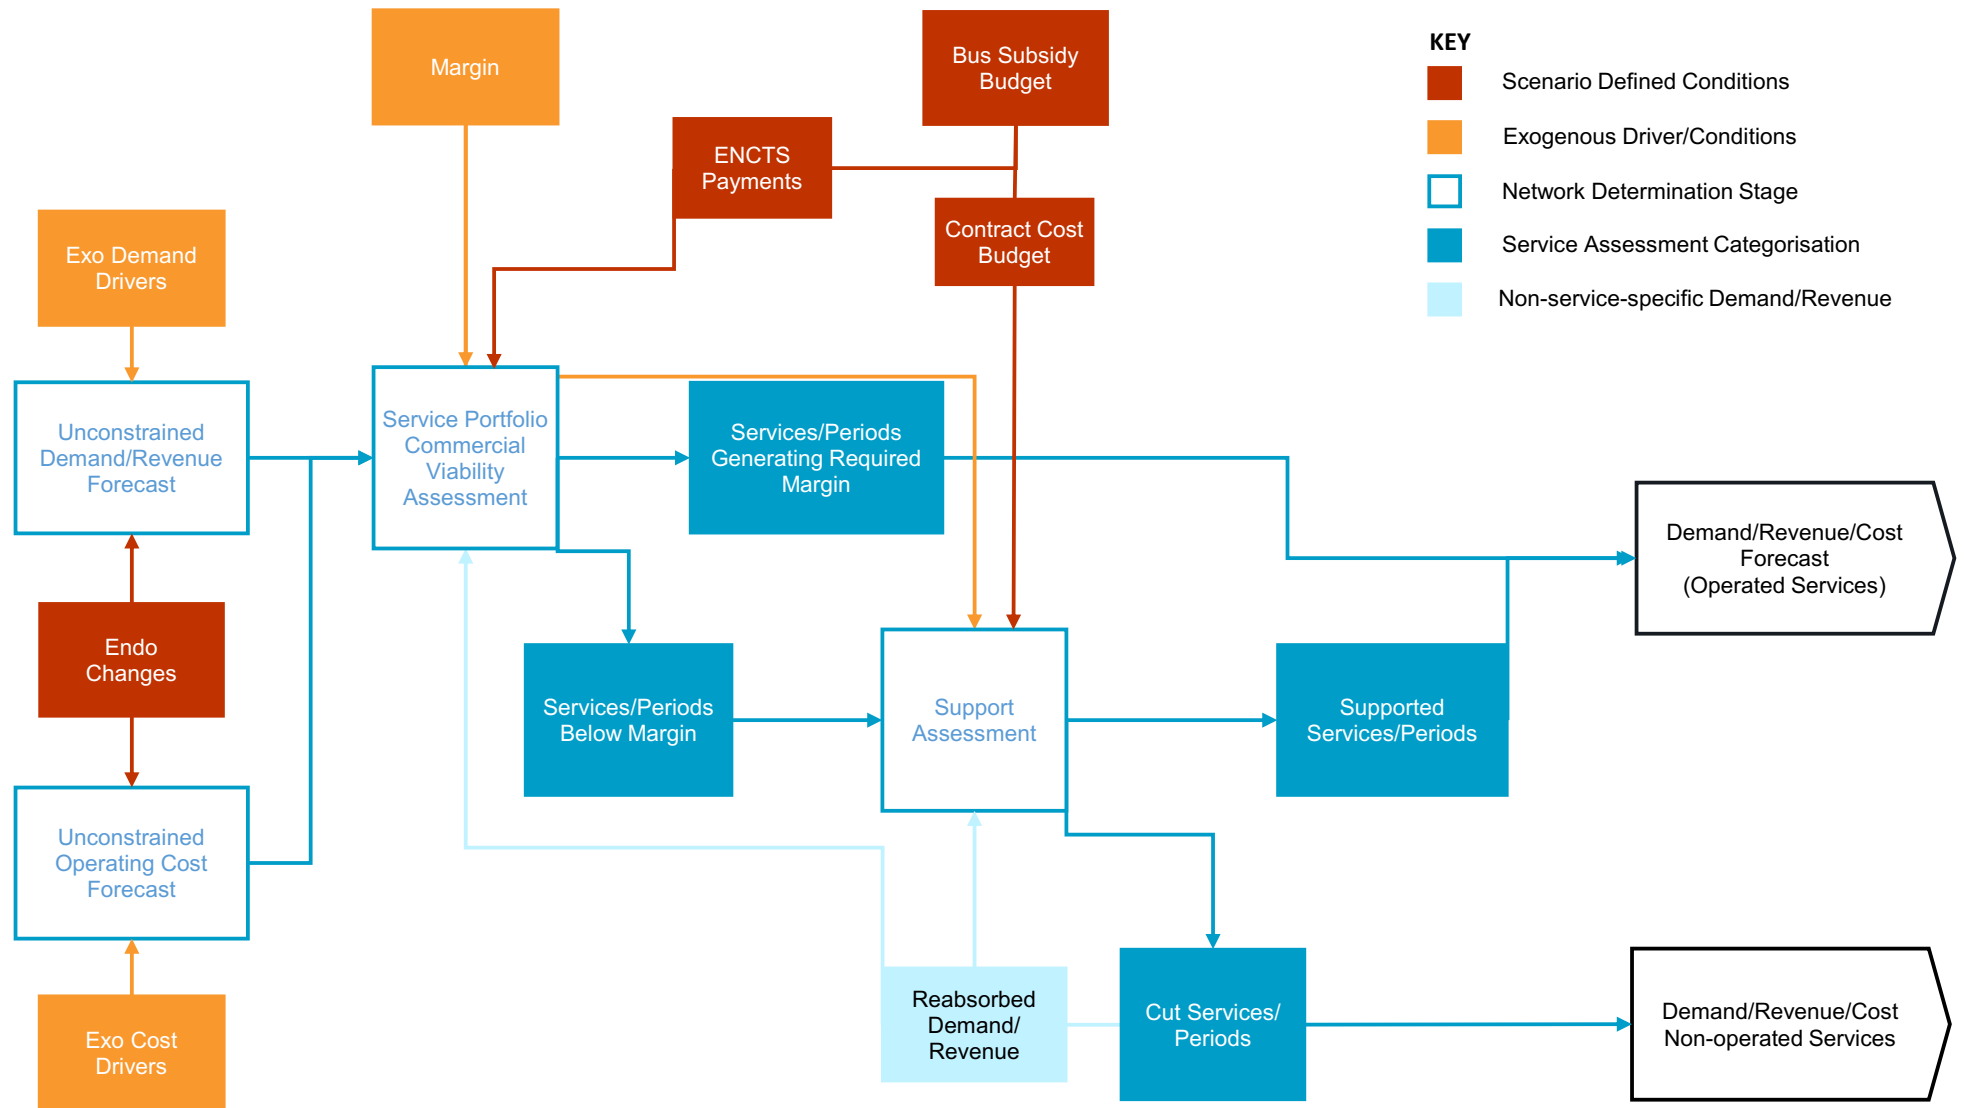 Margin
Bus Subsidy
Budget
KEY
Scenario Defined Conditions
Exogenous Driver/Conditions
Network Determination Stage
Service Assessment Categorisation
Non-service-specific Demand/Revenue
ENCTS
Payments
Contract Cost
Budget
Exo Demand
Drivers
Unconstrained
Demand/Revenue
Forecast
Service Portfolio
Commercial
Viability
Assessment
Services/Periods
Generating Required
Margin
Demand/Revenue/Cost
Forecast
(Operated Services)
Endo
Changes
Services/Periods
Below Margin
Support
Assessment
Supported
Services/Periods
Unconstrained
Operating Cost
Forecast
Reabsorbed
Demand/
Revenue
Cut Services/
Periods
Demand/Revenue/Cost
Non-operated Services
Exo Cost
Drivers